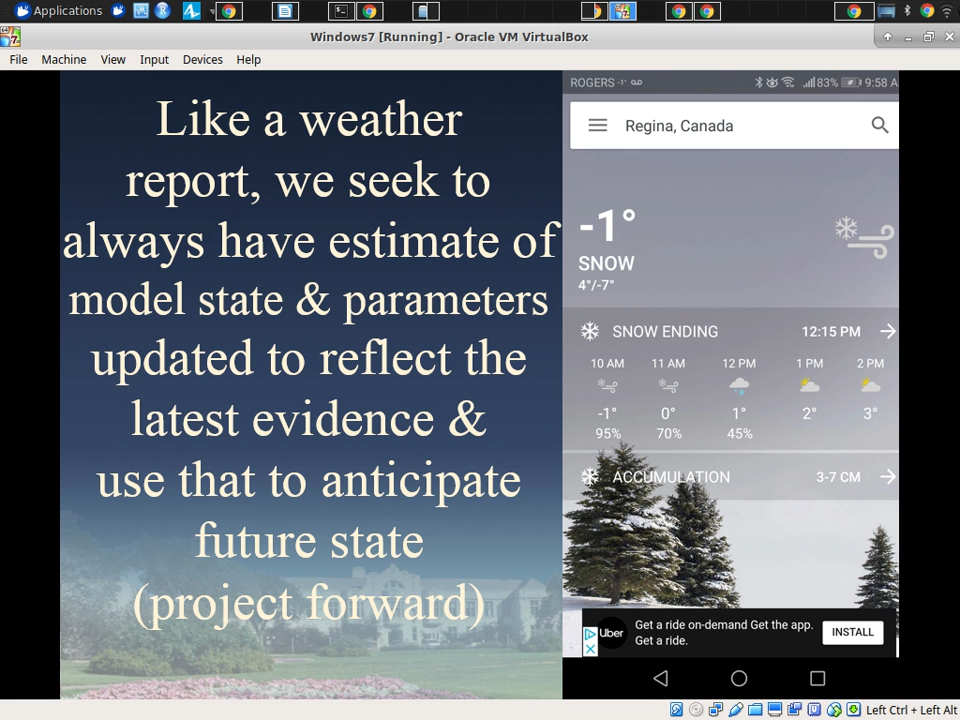 Applications
Windows7 [Running] - Oracle VM VirtualBox
File Machine View Input Devices Help
Like a weather
report, we seek to
always have estimate of
model state & parameters
updated to reflect the
latest evidence &
use that to anticipate
future state
(project forward)
ROGERS 83% 9:58 A
Regina, Canada
-1°
SNOW
4°/-7°
SNOW ENDING 12:15 PM
10 AM 11 AM 12 PM 1 PM 2 PM
-1° 0° 1° 2° 3°
95% 70% 45%
ACCUMULATION 3-7 CM
Uber
Get a ride on-demand Get the app.
Get a ride.
INSTALL
Left Ctrl + Left Alt